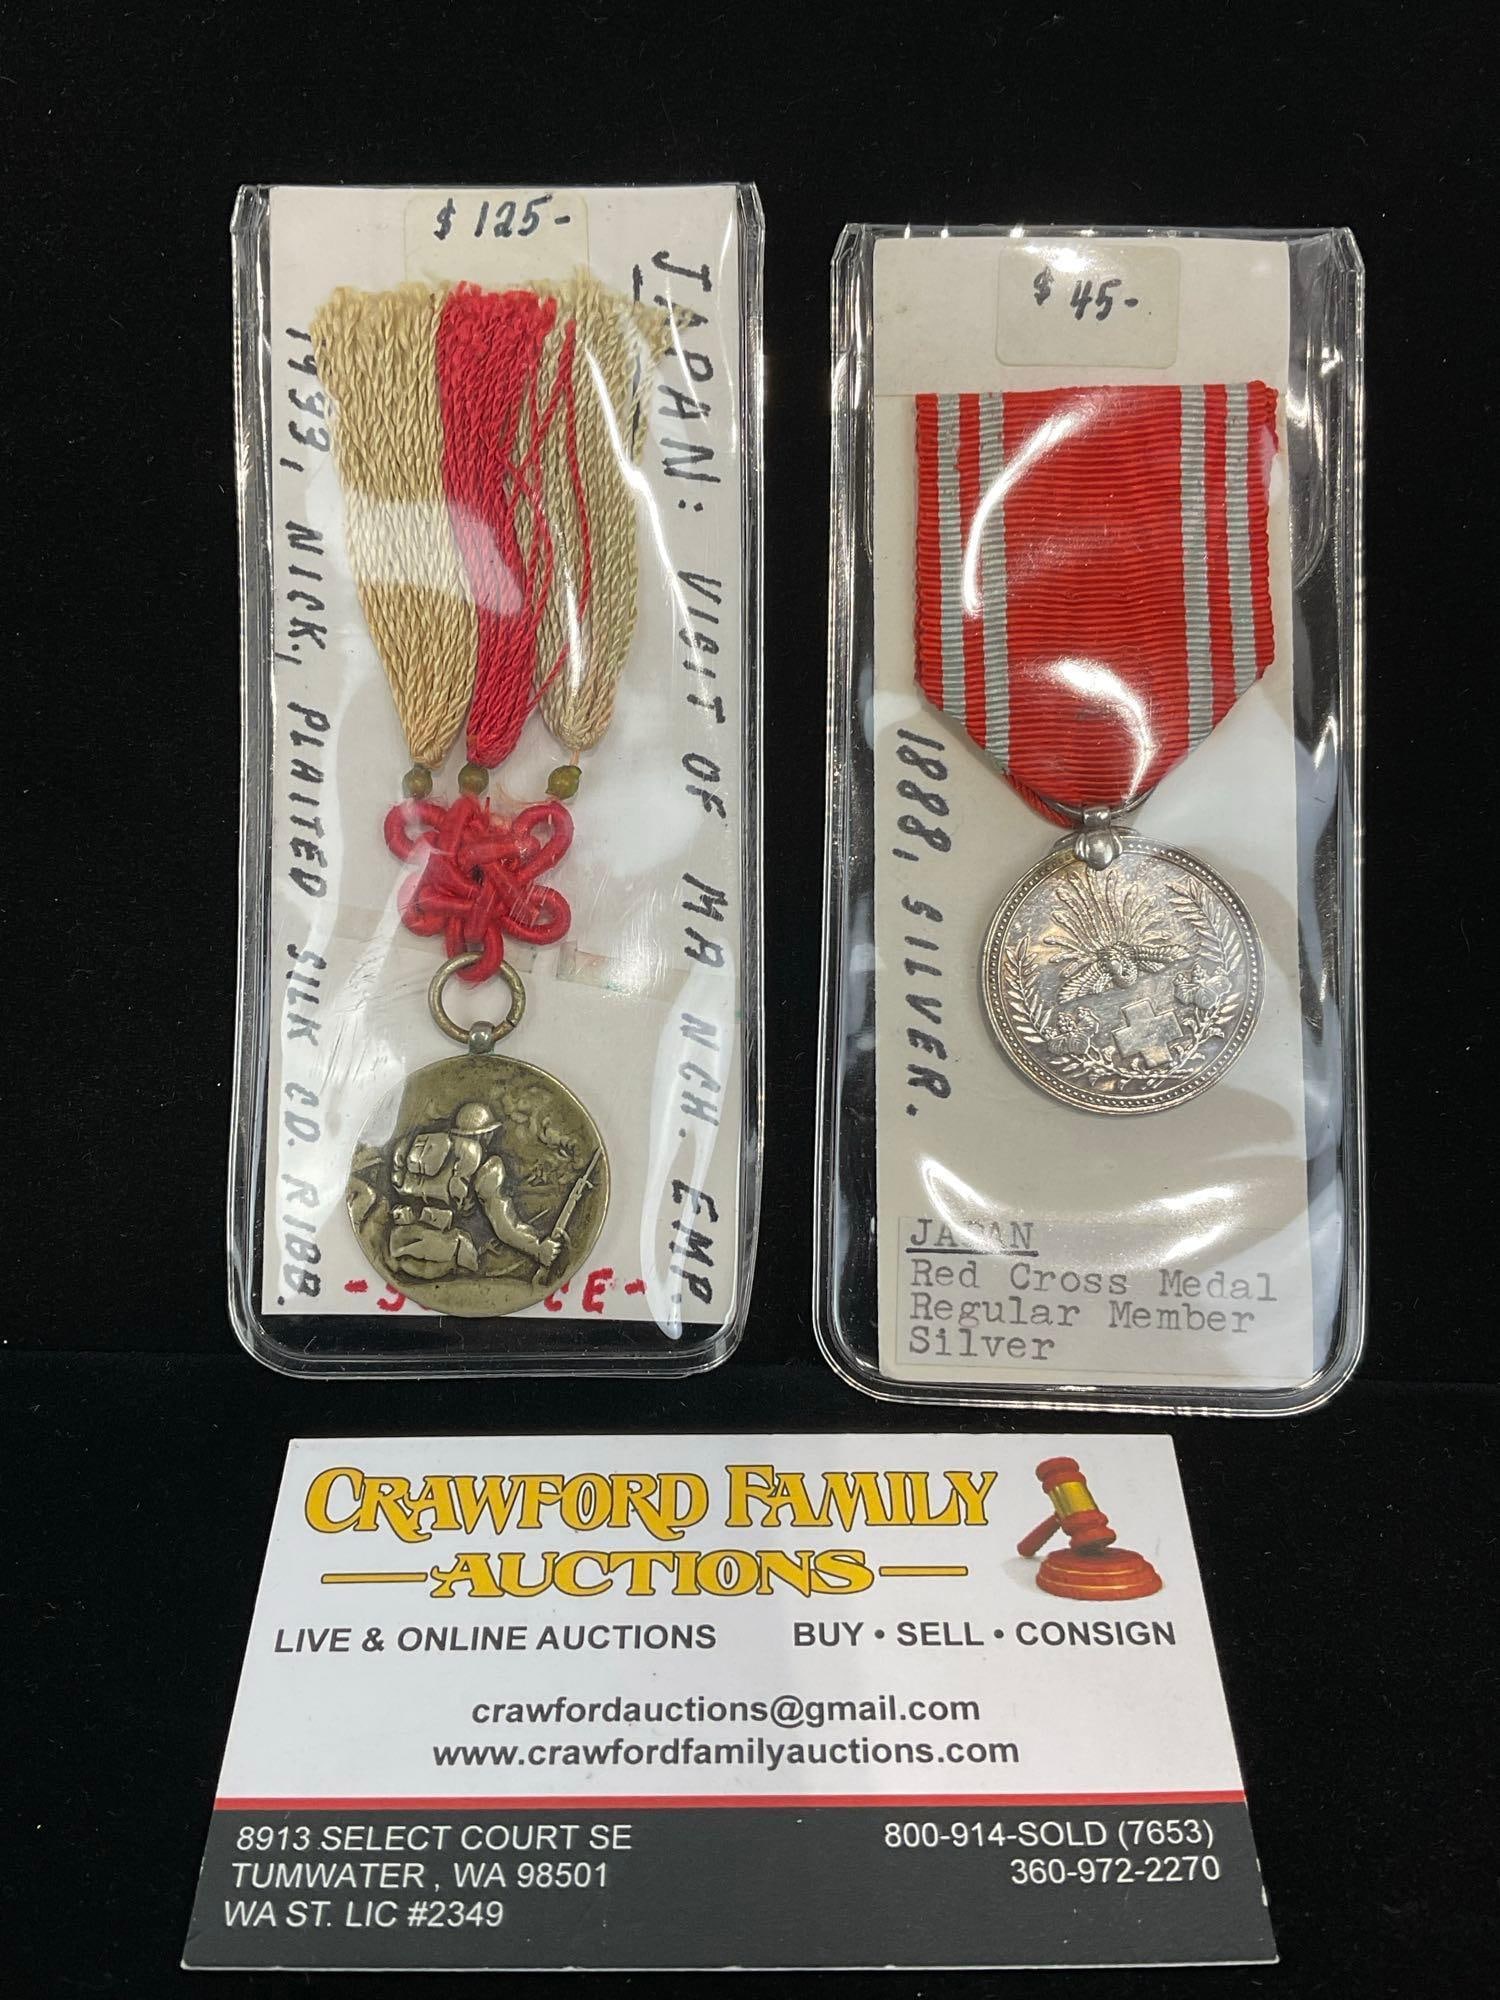 $125-
JAPAN: VISIT OF MANCH. EMP.
NICK, PLAITED SILK CD. RIBB.
$45-
1888, SILVER.
JAPAN
Red Cross Medal
Regular Member
Silver
CRAWFORD FAMILY
AUCTIONS
LIVE & ONLINE AUCTIONS BUY • SELL • CONSIGN
crawfordauctions@gmail.com
www.crawfordfamilyauctions.com
8913 SELECT COURT SE
TUMWATER, WA 98501
WA ST. LIC #2349
800-914-SOLD (7653)
360-972-2270